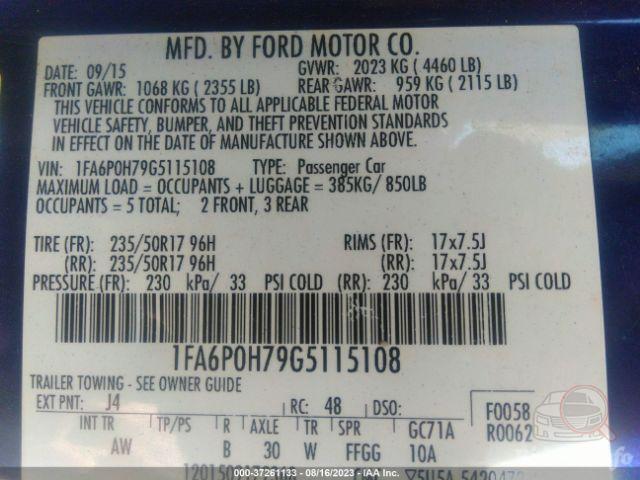 MFD. BY FORD MOTOR CO.
DATE: 09/15 GVWR: 2023 KG ( 4460 LB)
FRONT GAWR: 1068 KG ( 2355 LB) REAR GAWR: 959 KG ( 2115 LB)
THIS VEHICLE CONFORMS TO ALL APPLICABLE FEDERAL MOTOR
VEHICLE SAFETY, BUMPER, AND THEFT PREVENTION STANDARDS
IN EFFECT ON THE DATE OF MANUFACTURE SHOWN ABOVE.
VIN: 1FA6P0H79G5115108 TYPE: Passenger Car
MAXIMUM LOAD = OCCUPANTS + LUGGAGE = 385KG/ 850LB
OCCUPANTS = 5 TOTAL; 2 FRONT, 3 REAR
TIRE (FR): 235/50R17 96H RIMS (FR): 17x7.5J
(RR): 235/50R17 96H (RR): 17x7.5J
PRESSURE (FR): 230 kPa/ 33 PSI COLD (RR): 230 kPa/ 33 PSI COLD
1FA6P0H79G5115108
TRAILER TOWING - SEE OWNER GUIDE
EXT PNT: J4 RC: 48 DSO: F0058
INT TR TP/PS R AXLE TR SPR GC71A R0062
AW B 30 W FFGG 10A
0000-37261133 - 08/16/2023 - IAA Inc.